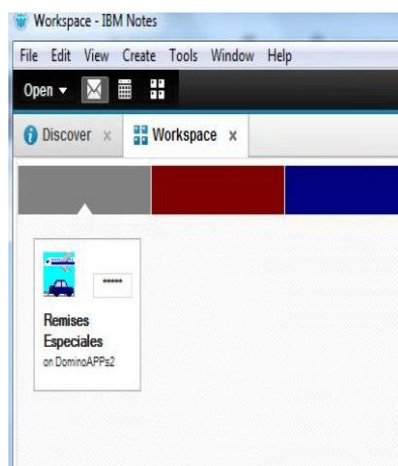 Workspace - IBM Notes
File Edit View Create Tools Window Help
Open
Discover x Workspace x
*****
Remises
Especiales
on DominoAPPs2